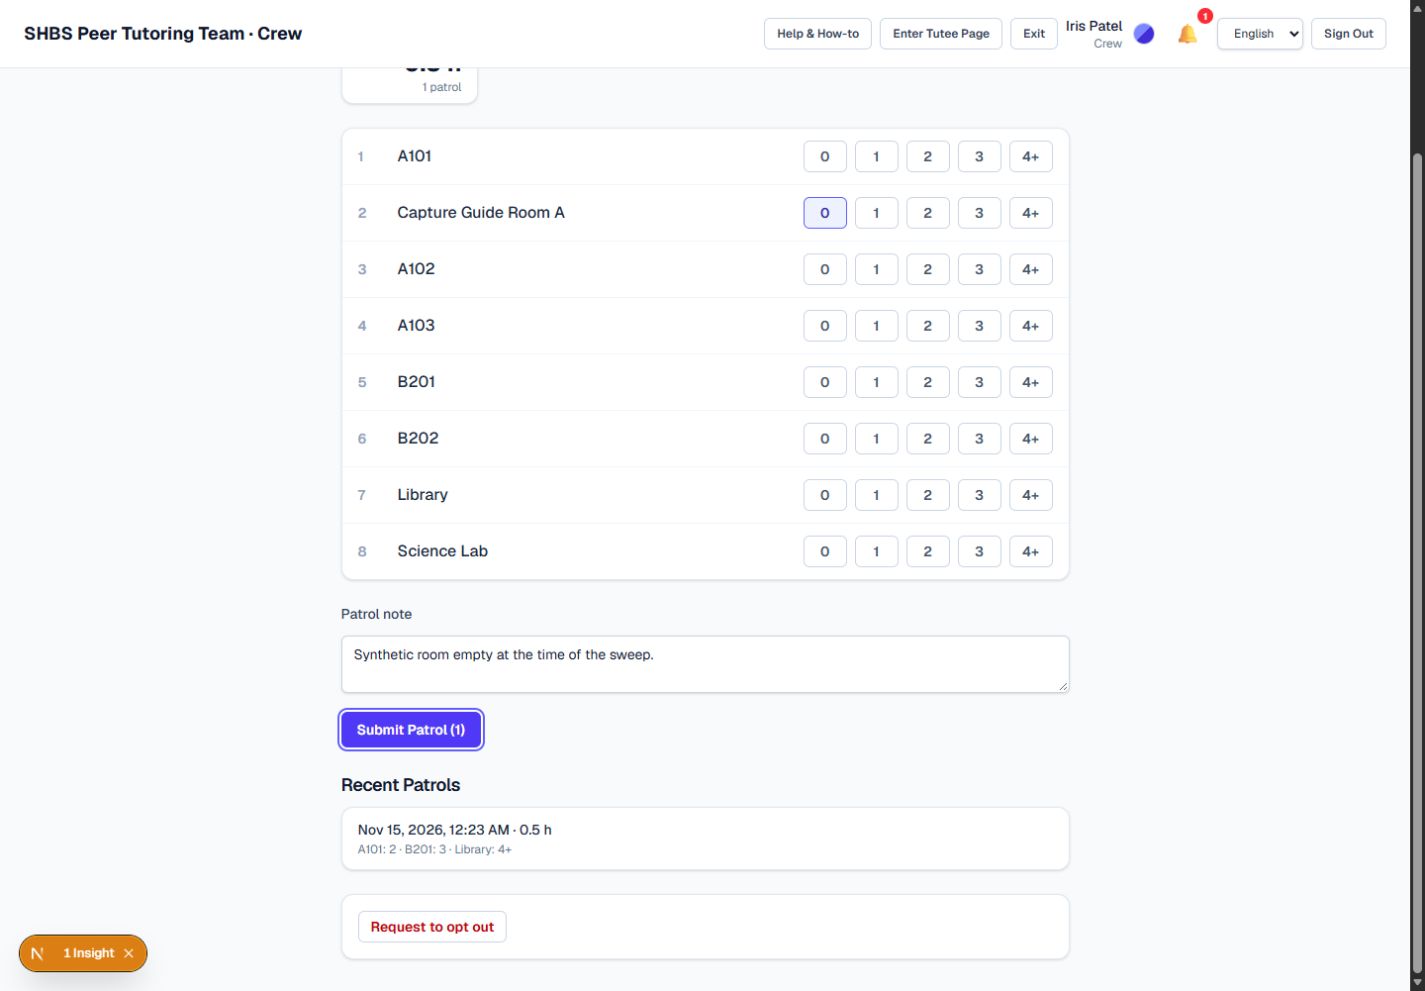 SHBS Peer Tutoring Team · Crew
Help & How-to
Enter Tutee Page
Exit
Iris Patel
Crew
1
English
Sign Out
1 patrol
1 A101 0 1 2 3 4+
2 Capture Guide Room A 0 1 2 3 4+
3 A102 0 1 2 3 4+
4 A103 0 1 2 3 4+
5 B201 0 1 2 3 4+
6 B202 0 1 2 3 4+
7 Library 0 1 2 3 4+
8 Science Lab 0 1 2 3 4+
Patrol note
Synthetic room empty at the time of the sweep.
Submit Patrol (1)
Recent Patrols
Nov 15, 2026, 12:23 AM · 0.5 h
A101: 2 · B201: 3 · Library: 4+
Request to opt out
N 1 Insight ×